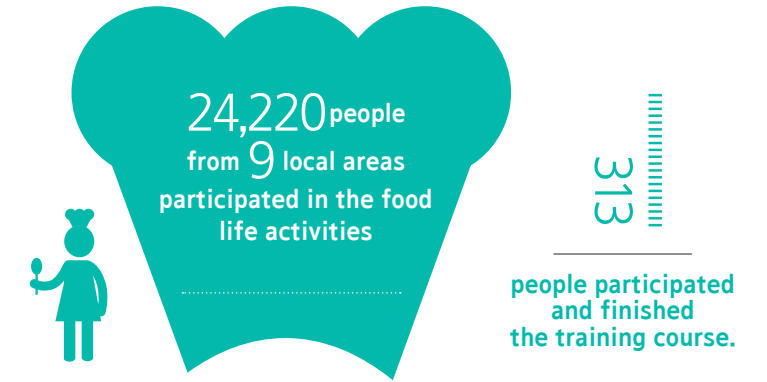 24,220 people
from 9 local areas
participated in the food
life activities
313
people participated
and finished
the training course.